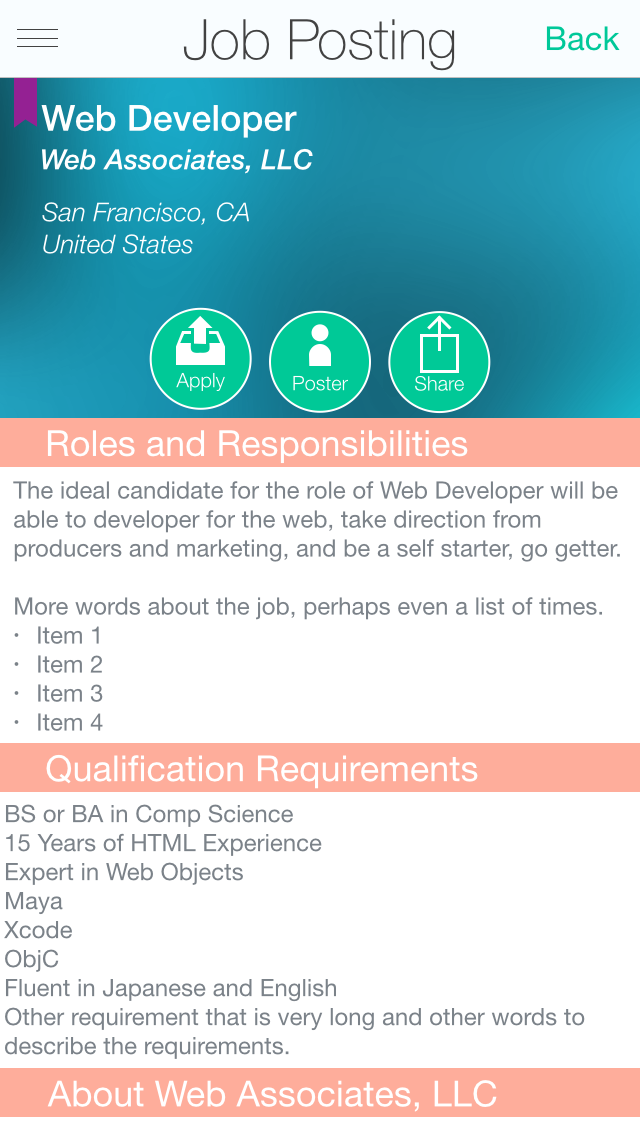 Job Posting
Back
Web Developer
Web Associates, LLC
San Francisco, CA
United States
Apply
Poster
Share
Roles and Responsibilities
The ideal candidate for the role of Web Developer will be
able to developer for the web, take direction from
producers and marketing, and be a self starter, go getter.
More words about the job, perhaps even a list of times.
• Item 1
• Item 2
• Item 3
• Item 4
Qualification Requirements
BS or BA in Comp Science
15 Years of HTML Experience
Expert in Web Objects
Maya
Xcode
ObjC
Fluent in Japanese and English
Other requirement that is very long and other words to
describe the requirements.
About Web Associates, LLC